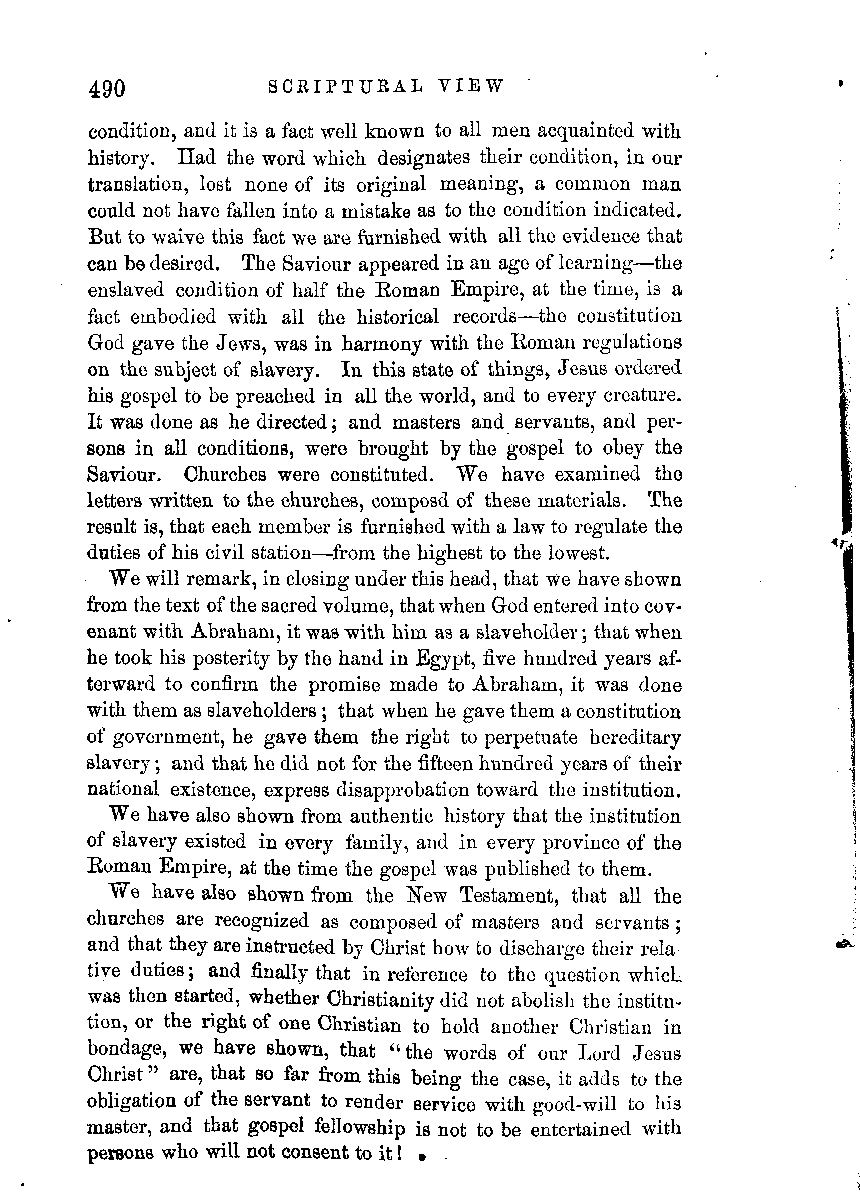 490 SCRIPTURAL VIEW
condition, and it is a fact well known to all men acquainted with
history. Had the word which designates their condition, in our
translation, lost none of its original meaning, a common man
could not have fallen into a mistake as to the condition indicated.
But to waive this fact we are furnished with all the evidence that
can be desired. The Saviour appeared in an age of learning—the
enslaved condition of half the Roman Empire, at the time, is a
fact embodied with all the historical records—the constitution
God gave the Jews, was in harmony with the Roman regulations
on the subject of slavery. In this state of things, Jesus ordered
his gospel to be preached in all the world, and to every creature.
It was done as he directed; and masters and servants, and per-
sons in all conditions, were brought by the gospel to obey the
Saviour. Churches were constituted. We have examined the
letters written to the churches, composd of these materials. The
result is, that each member is furnished with a law to regulate the
duties of his civil station—from the highest to the lowest.
We will remark, in closing under this head, that we have shown
from the text of the sacred volume, that when God entered into cov-
enant with Abraham, it was with him as a slaveholder; that when
he took his posterity by the hand in Egypt, five hundred years af-
terward to confirm the promise made to Abraham, it was done
with them as slaveholders; that when he gave them a constitution
of government, he gave them the right to perpetuate hereditary
slavery; and that he did not for the fifteen hundred years of their
national existence, express disapprobation toward the institution.
We have also shown from authentic history that the institution
of slavery existed in every family, and in every province of the
Roman Empire, at the time the gospel was published to them.
We have also shown from the New Testament, that all the
churches are recognized as composed of masters and servants;
and that they are instructed by Christ how to discharge their rela
tive duties; and finally that in reference to the question which
was then started, whether Christianity did not abolish the institu-
tion, or the right of one Christian to hold another Christian in
bondage, we have shown, that "the words of our Lord Jesus
Christ" are, that so far from this being the case, it adds to the
obligation of the servant to render service with good-will to his
master, and that gospel fellowship is not to be entertained with
persons who will not consent to it!